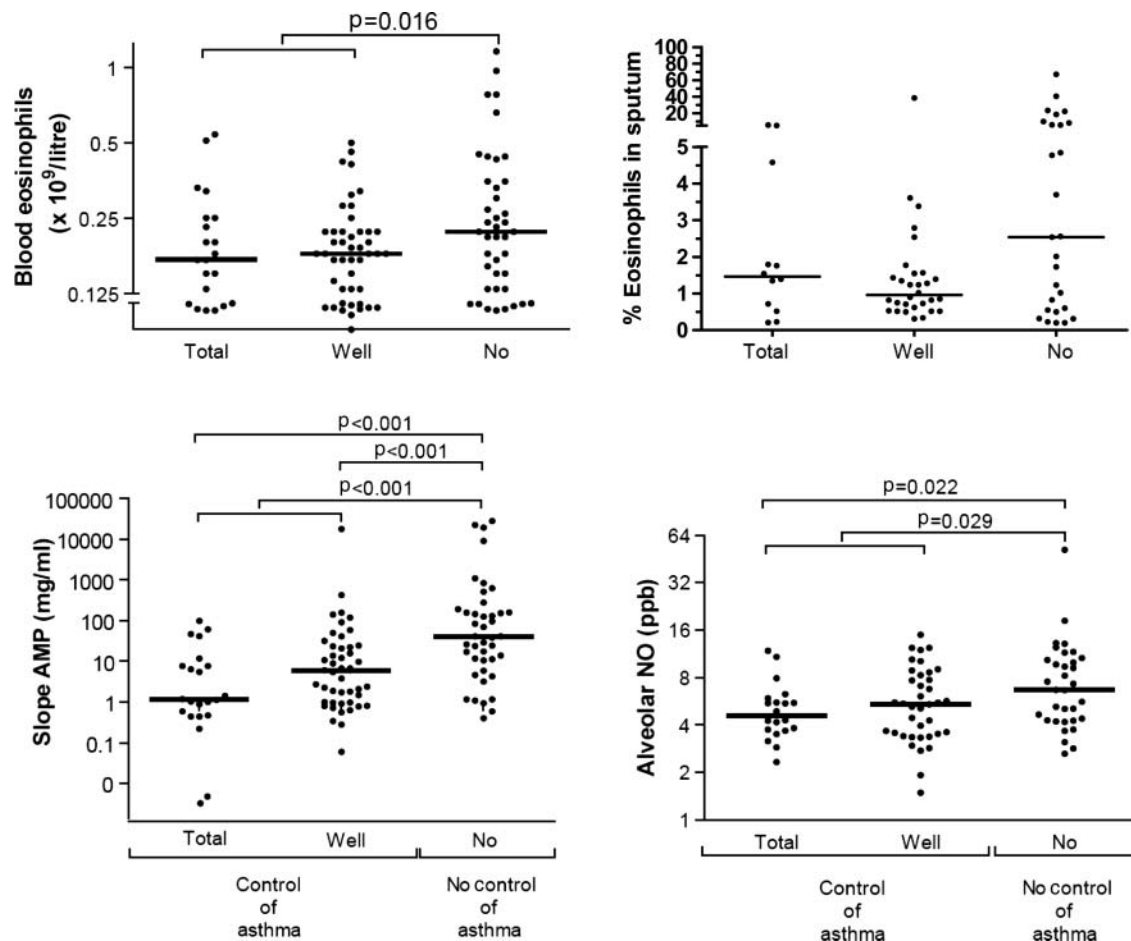 p=0.016
Blood eosinophils
(x 10⁹/litre)
1
0.5
0.25
0.125
Total
Well
No
% Eosinophils in sputum
100
80
60
40
20
5
4
3
2
1
0
Total
Well
No
p<0.001
p<0.001
p<0.001
Slope AMP (mg/ml)
100000
10000
1000
100
10
1
0.1
0
Total
Well
No
Control
of
asthma
No control
of
asthma
p=0.022
p=0.029
Alveolar NO (ppb)
64
32
16
8
4
2
1
Total
Well
No
Control
of
asthma
No control
of
asthma